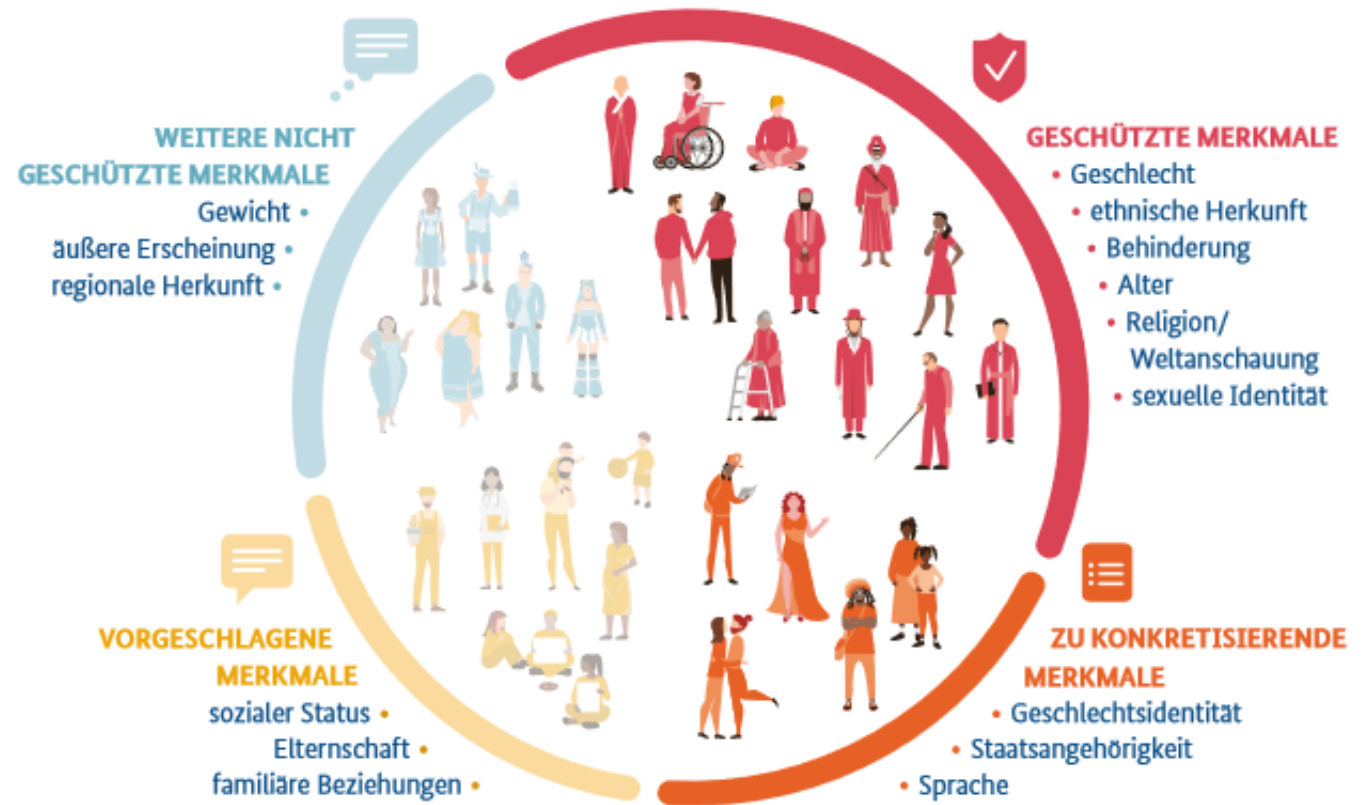 WEITERE NICHT
GESCHÜTZTE MERKMALE
Gewicht •
äußere Erscheinung •
regionale Herkunft •
GESCHÜTZTE MERKMALE
• Geschlecht
• ethnische Herkunft
• Behinderung
• Alter
• Religion/
Weltanschauung
• sexuelle Identität
VORGESCHLAGENE
MERKMALE
sozialer Status •
Elternschaft •
familiäre Beziehungen •
ZU KONKRETISIERENDE
MERKMALE
• Geschlechtsidentität
• Staatsangehörigkeit
• Sprache